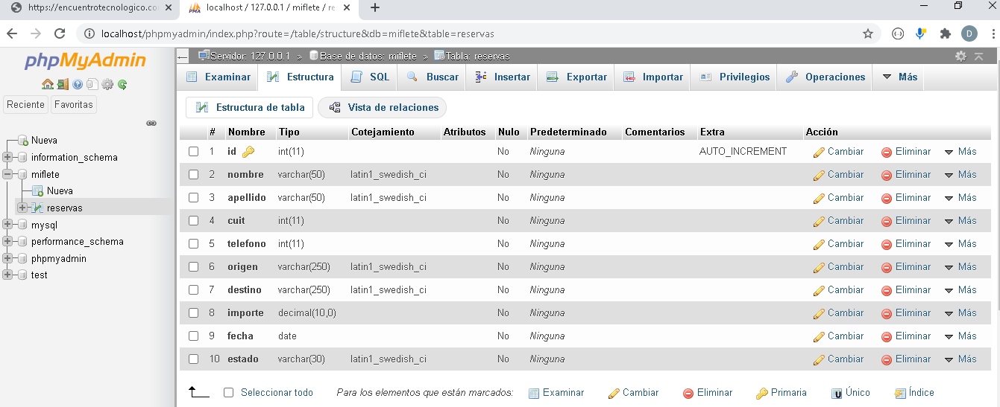 https://encuentrotecnologico.co
localhost / 127.0.0.1 / miflete / re
localhost/phpmyadmin/index.php?route=/table/structure&db=miflete&table=reservas
D
phpMyAdmin
Reciente Favoritas
Nueva
information_schema
miflete
Nueva
reservas
mysql
performance_schema
phpmyadmin
test
Servidor: 127.0.0.1 » Base de datos: miflete » Tabla: reservas
Examinar Estructura SQL Buscar Insertar Exportar Importar Privilegios Operaciones Más
Estructura de tabla Vista de relaciones
# Nombre Tipo Cotejamiento Atributos Nulo Predeterminado Comentarios Extra Acción
1 id int(11) No Ninguna AUTO_INCREMENT Cambiar Eliminar Más
2 nombre varchar(50) latin1_swedish_ci No Ninguna Cambiar Eliminar Más
3 apellido varchar(50) latin1_swedish_ci No Ninguna Cambiar Eliminar Más
4 cuit int(11) No Ninguna Cambiar Eliminar Más
5 telefono int(11) No Ninguna Cambiar Eliminar Más
6 origen varchar(250) latin1_swedish_ci No Ninguna Cambiar Eliminar Más
7 destino varchar(250) latin1_swedish_ci No Ninguna Cambiar Eliminar Más
8 importe decimal(10,0) No Ninguna Cambiar Eliminar Más
9 fecha date No Ninguna Cambiar Eliminar Más
10 estado varchar(30) latin1_swedish_ci No Ninguna Cambiar Eliminar Más
Seleccionar todo Para los elementos que están marcados: Examinar Cambiar Eliminar Primaria Único Índice